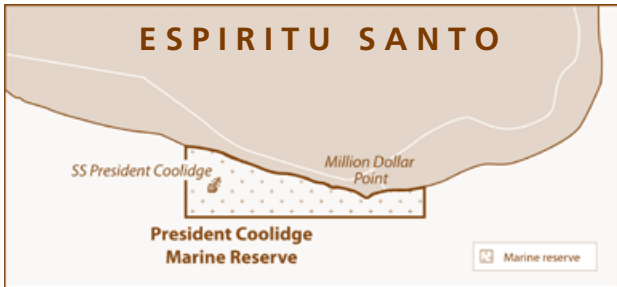 ESPIRITU SANTO
SS President Coolidge
Million Dollar
Point
President Coolidge
Marine Reserve
Marine reserve